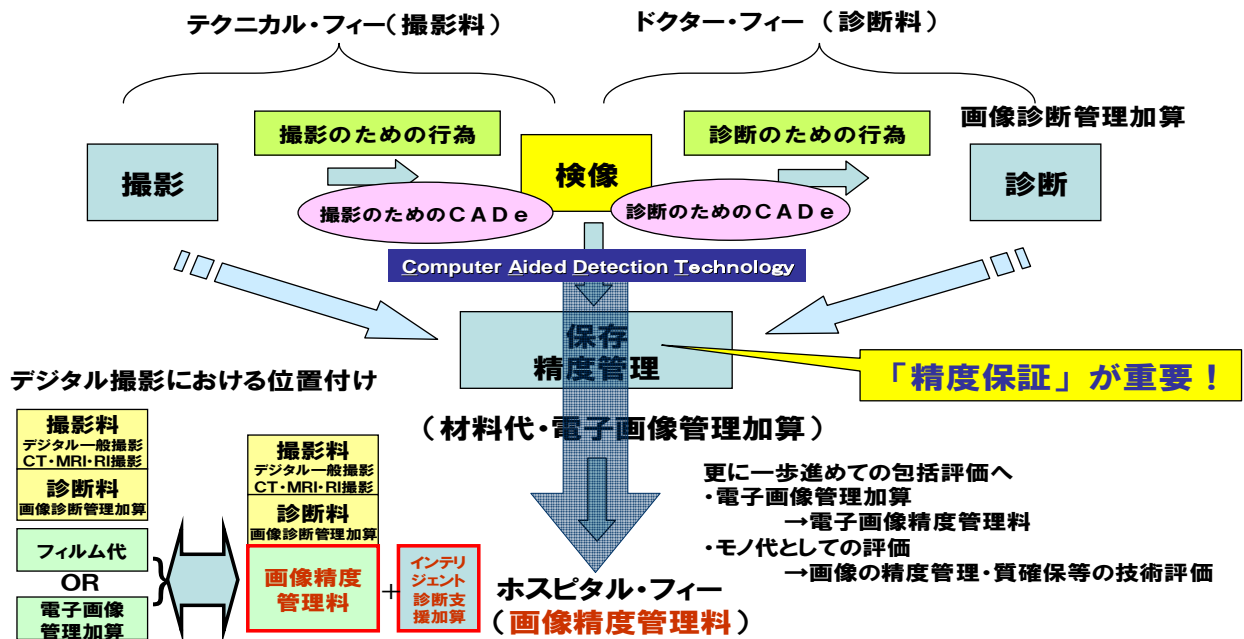 テクニカル・フィー(撮影料)
ドクター・フィー (診断料)
画像診断管理加算
撮影のための行為
診断のための行為
撮影
検像
診断
撮影のためのCADe
診断のためのCADe
Computer Aided Detection Technology
保存
精度管理
「精度保証」が重要!
(材料代・電子画像管理加算)
デジタル撮影における位置付け
撮影料
デジタル一般撮影
CT・MRI・RI撮影
診断料
画像診断管理加算
フィルム代
OR
電子画像
管理加算
撮影料
デジタル一般撮影
CT・MRI・RI撮影
診断料
画像診断管理加算
画像精度
管理料
+
インテリ
ジェント
診断支
援加算
ホスピタル・フィー
(画像精度管理料)
更に一歩進めての包括評価へ
・電子画像管理加算
→電子画像精度管理料
・モノ代としての評価
→画像の精度管理・質確保等の技術評価